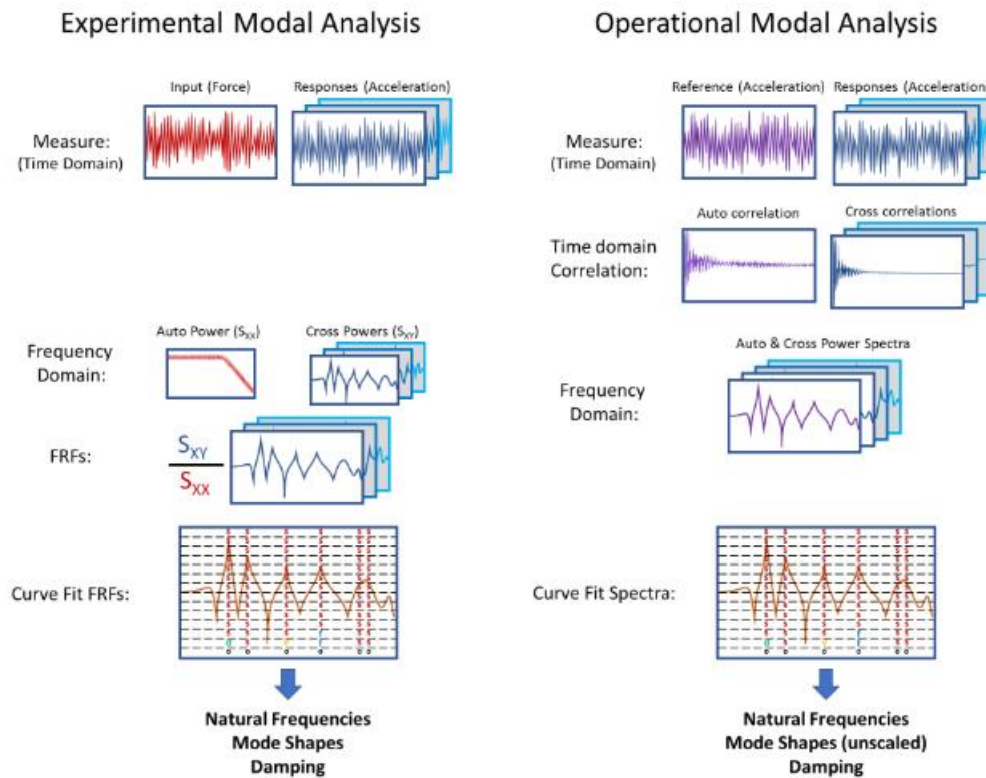 Experimental Modal Analysis
Input (Force)
Responses (Acceleration)
Measure:
(Time Domain)
Auto Power (SXX)
Cross Powers (SXY)
Frequency
Domain:
FRFs:
SXY
SXX
Curve Fit FRFs:
Natural Frequencies
Mode Shapes
Damping
Operational Modal Analysis
Reference (Acceleration)
Responses (Acceleration
Measure:
(Time Domain)
Auto correlation
Cross correlations
Time domain
Correlation:
Auto & Cross Power Spectra
Frequency
Domain:
Curve Fit Spectra:
Natural Frequencies
Mode Shapes (unscaled)
Damping